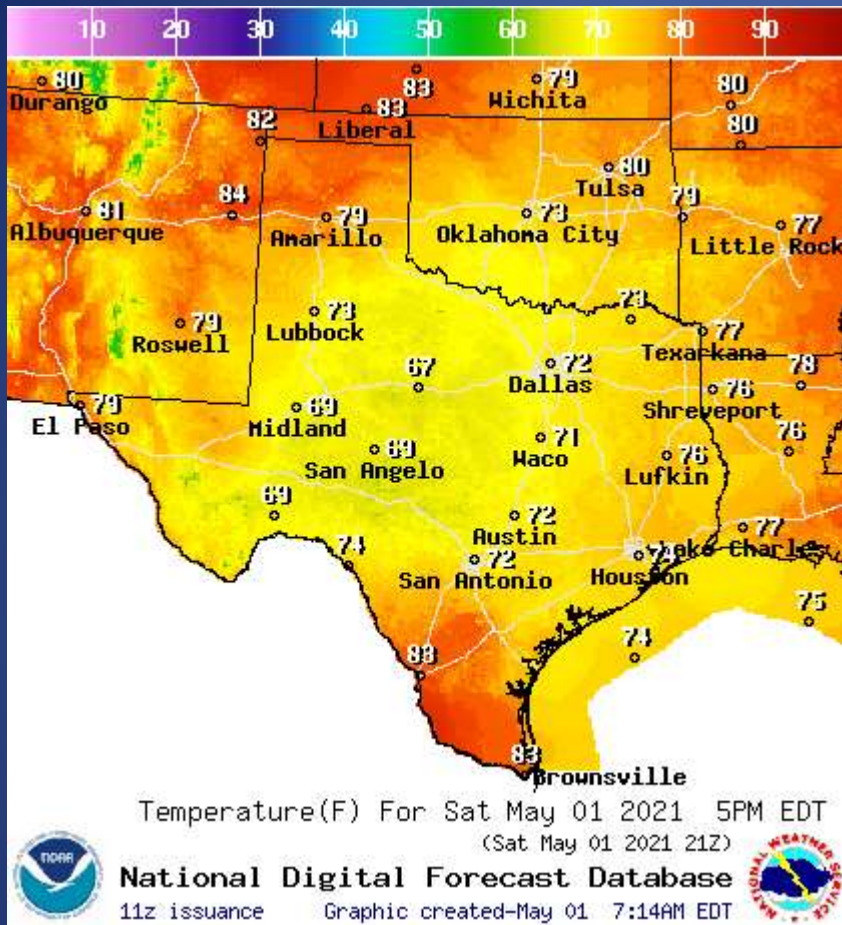 10 20 30 40 50 60 70 80 90
80 83 79 80
Durango Liberal 83 Wichita
82 80
80
Tulsa
84 79
81 79 73 77
Albuquerque Amarillo Oklahoma City Little Rock
79 73 73
Roswell Lubbock 77
Texarkana
67 72 78
Dallas 76
79 69 Shreveport
El Paso Midland
69 71 76 76
San Angelo Waco Lufkin
69 72 77
Austin Lake Charles
74 72
San Antonio Houston
75
74
83
83
Brownsville
Temperature(F) For Sat May 01 2021 5PM EDT
(Sat May 01 2021 21Z)
NOAA
National Digital Forecast Database
11z issuance Graphic created-May 01 7:14AM EDT
NATIONAL WEATHER SERVICE